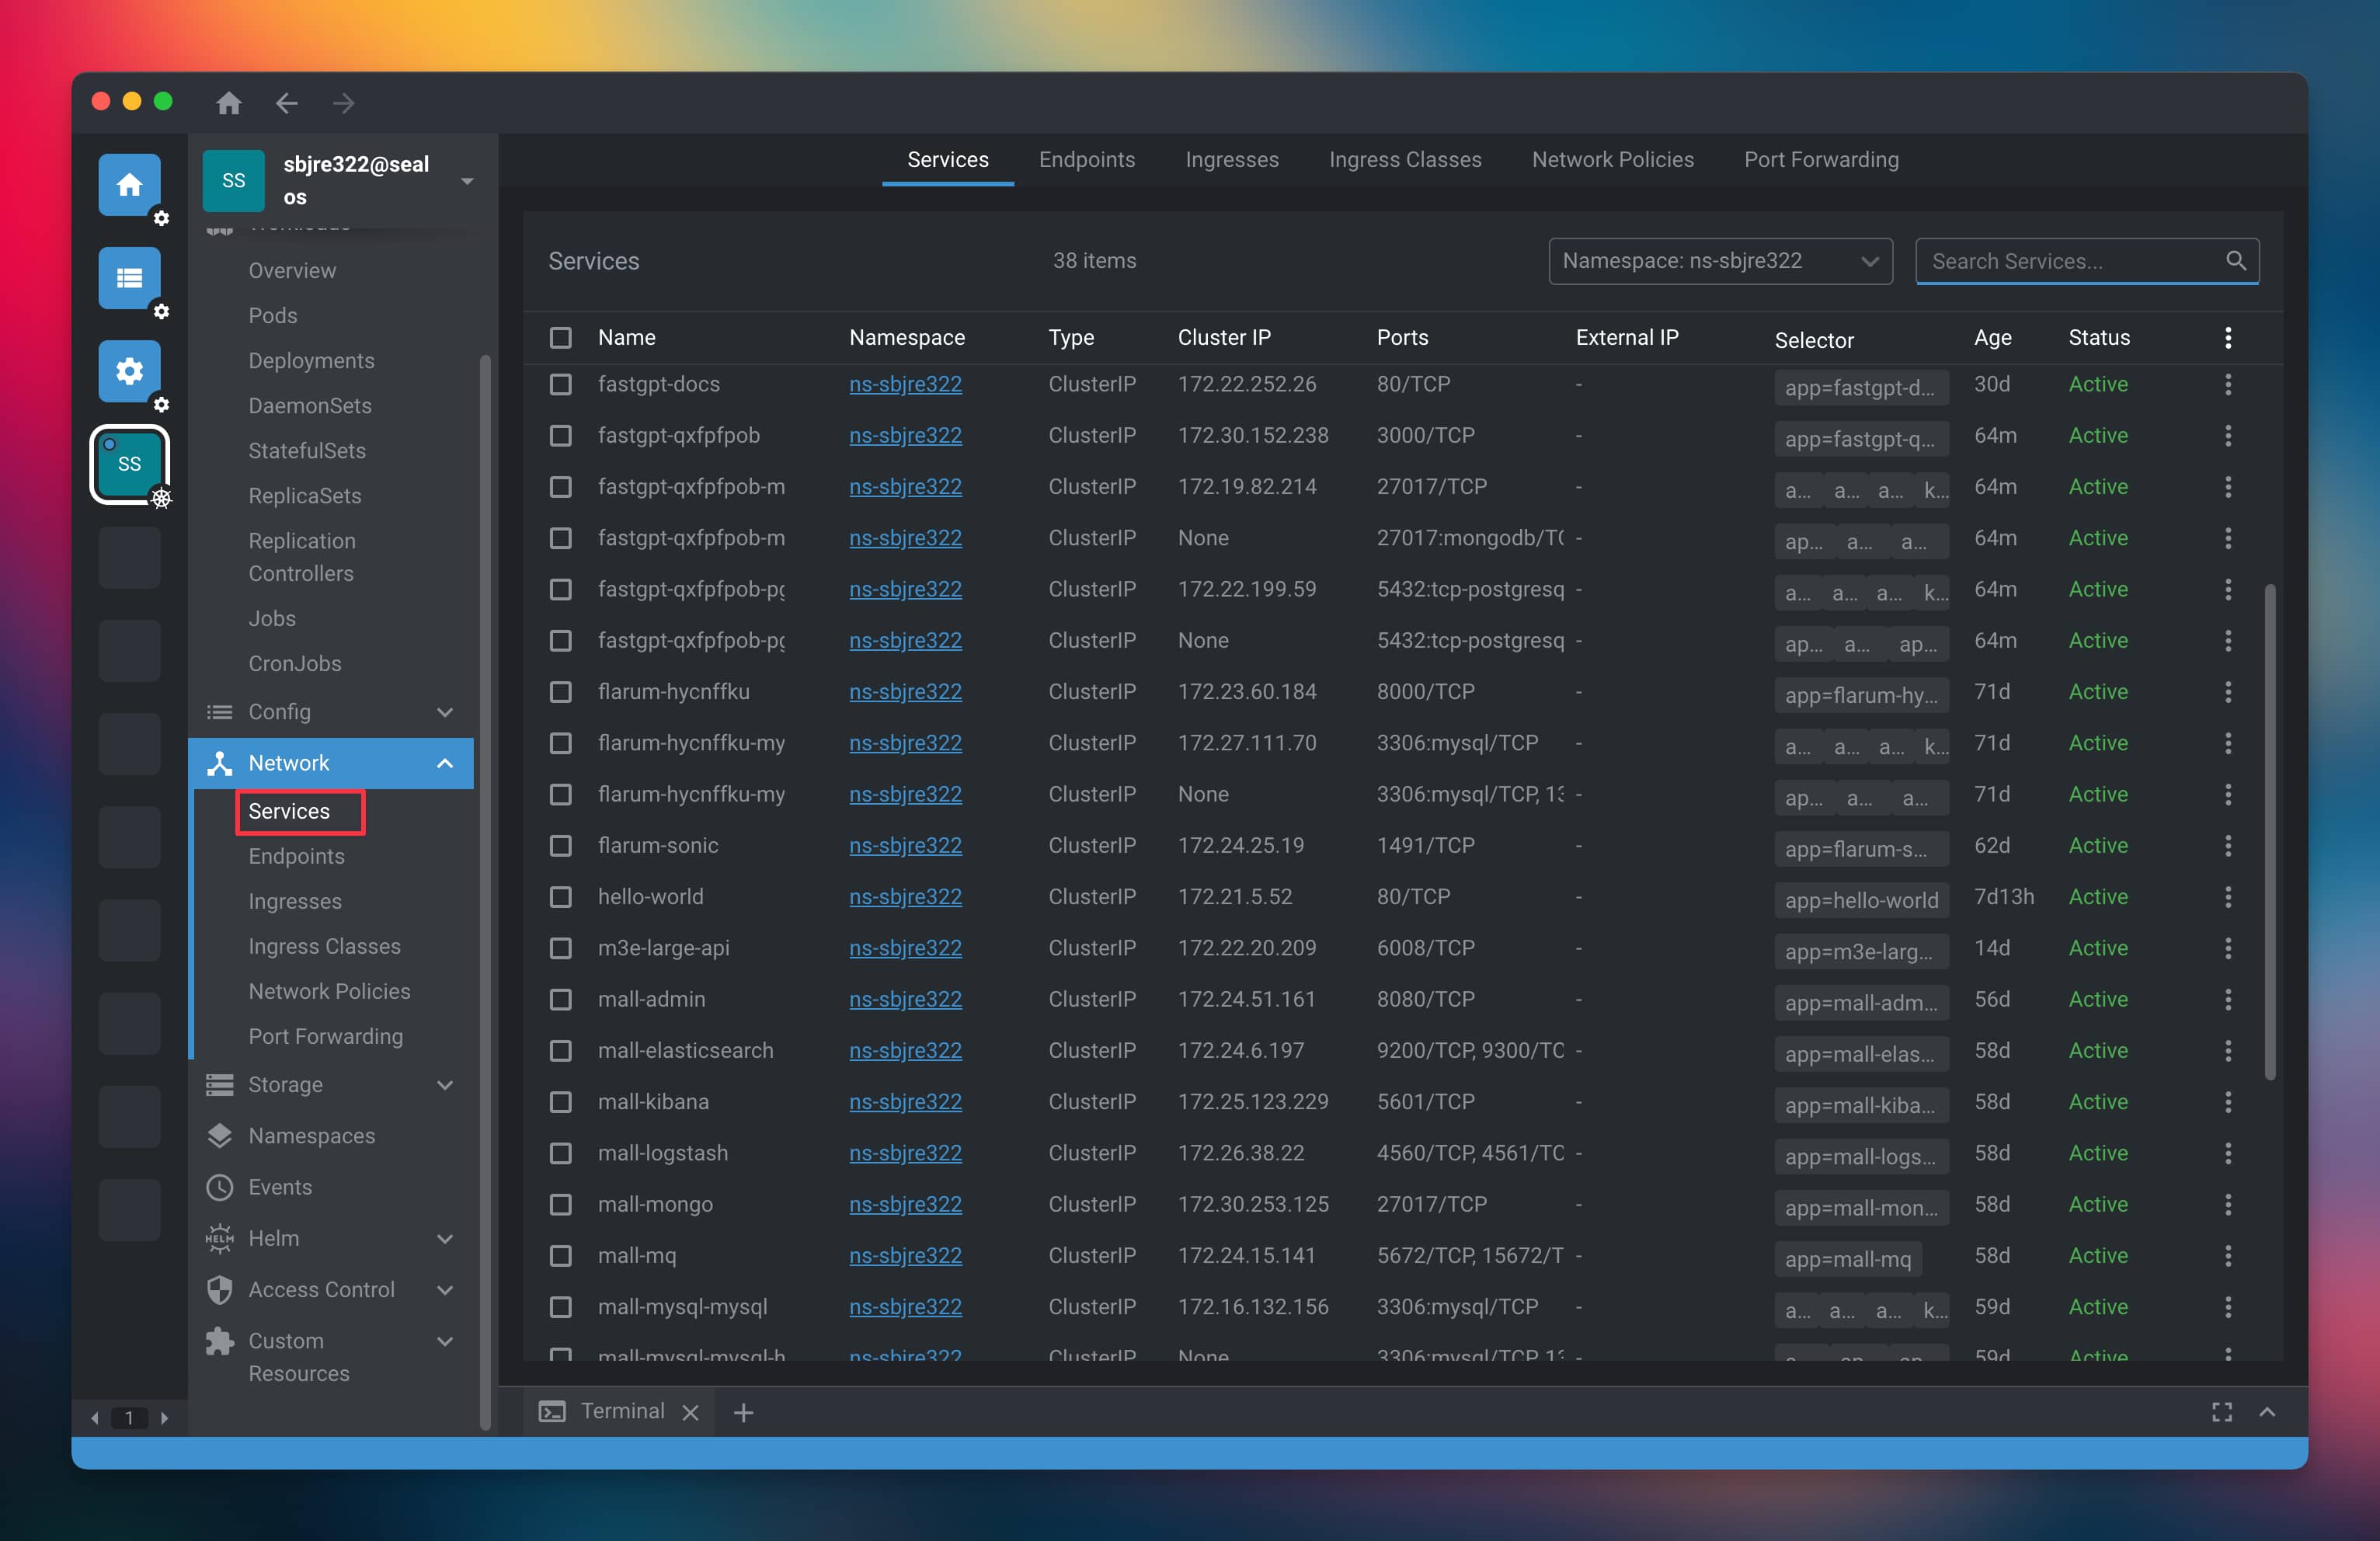 sbjre322@seal
os
SS
SS
Overview
Pods
Deployments
DaemonSets
StatefulSets
ReplicaSets
Replication
Controllers
Jobs
CronJobs
Config
Network
Services
Endpoints
Ingresses
Ingress Classes
Network Policies
Port Forwarding
Storage
Namespaces
Events
HELM Helm
Access Control
Custom
Resources
1
Services Endpoints Ingresses Ingress Classes Network Policies Port Forwarding
Services 38 items Namespace: ns-sbjre322 Search Services...
Name Namespace Type Cluster IP Ports External IP Selector Age Status
fastgpt-docs ns-sbjre322 ClusterIP 172.22.252.26 80/TCP - app=fastgpt-d... 30d Active
fastgpt-qxfpfpob ns-sbjre322 ClusterIP 172.30.152.238 3000/TCP - app=fastgpt-q... 64m Active
fastgpt-qxfpfpob-m ns-sbjre322 ClusterIP 172.19.82.214 27017/TCP - a... a... a... k... 64m Active
fastgpt-qxfpfpob-m ns-sbjre322 ClusterIP None 27017:mongodb/TC - ap... a... a... 64m Active
fastgpt-qxfpfpob-pg ns-sbjre322 ClusterIP 172.22.199.59 5432:tcp-postgresq - a... a... a... k... 64m Active
fastgpt-qxfpfpob-pg ns-sbjre322 ClusterIP None 5432:tcp-postgresq - ap... a... ap... 64m Active
flarum-hycnffku ns-sbjre322 ClusterIP 172.23.60.184 8000/TCP - app=flarum-hy... 71d Active
flarum-hycnffku-my ns-sbjre322 ClusterIP 172.27.111.70 3306:mysql/TCP - a... a... a... k... 71d Active
flarum-hycnffku-my ns-sbjre322 ClusterIP None 3306:mysql/TCP, 13 - ap... a... a... 71d Active
flarum-sonic ns-sbjre322 ClusterIP 172.24.25.19 1491/TCP - app=flarum-s... 62d Active
hello-world ns-sbjre322 ClusterIP 172.21.5.52 80/TCP - app=hello-world 7d13h Active
m3e-large-api ns-sbjre322 ClusterIP 172.22.20.209 6008/TCP - app=m3e-larg... 14d Active
mall-admin ns-sbjre322 ClusterIP 172.24.51.161 8080/TCP - app=mall-adm... 56d Active
mall-elasticsearch ns-sbjre322 ClusterIP 172.24.6.197 9200/TCP, 9300/TC - app=mall-elas... 58d Active
mall-kibana ns-sbjre322 ClusterIP 172.25.123.229 5601/TCP - app=mall-kiba... 58d Active
mall-logstash ns-sbjre322 ClusterIP 172.26.38.22 4560/TCP, 4561/TC - app=mall-logs... 58d Active
mall-mongo ns-sbjre322 ClusterIP 172.30.253.125 27017/TCP - app=mall-mon... 58d Active
mall-mq ns-sbjre322 ClusterIP 172.24.15.141 5672/TCP, 15672/T - app=mall-mq 58d Active
mall-mysql-mysql ns-sbjre322 ClusterIP 172.16.132.156 3306:mysql/TCP - a... a... a... k... 59d Active
mall-mysql-mysql-h ns-sbjre322 ClusterIP None 3306:mysql/TCP, 13 - a... ap... ap... 59d Active
Terminal